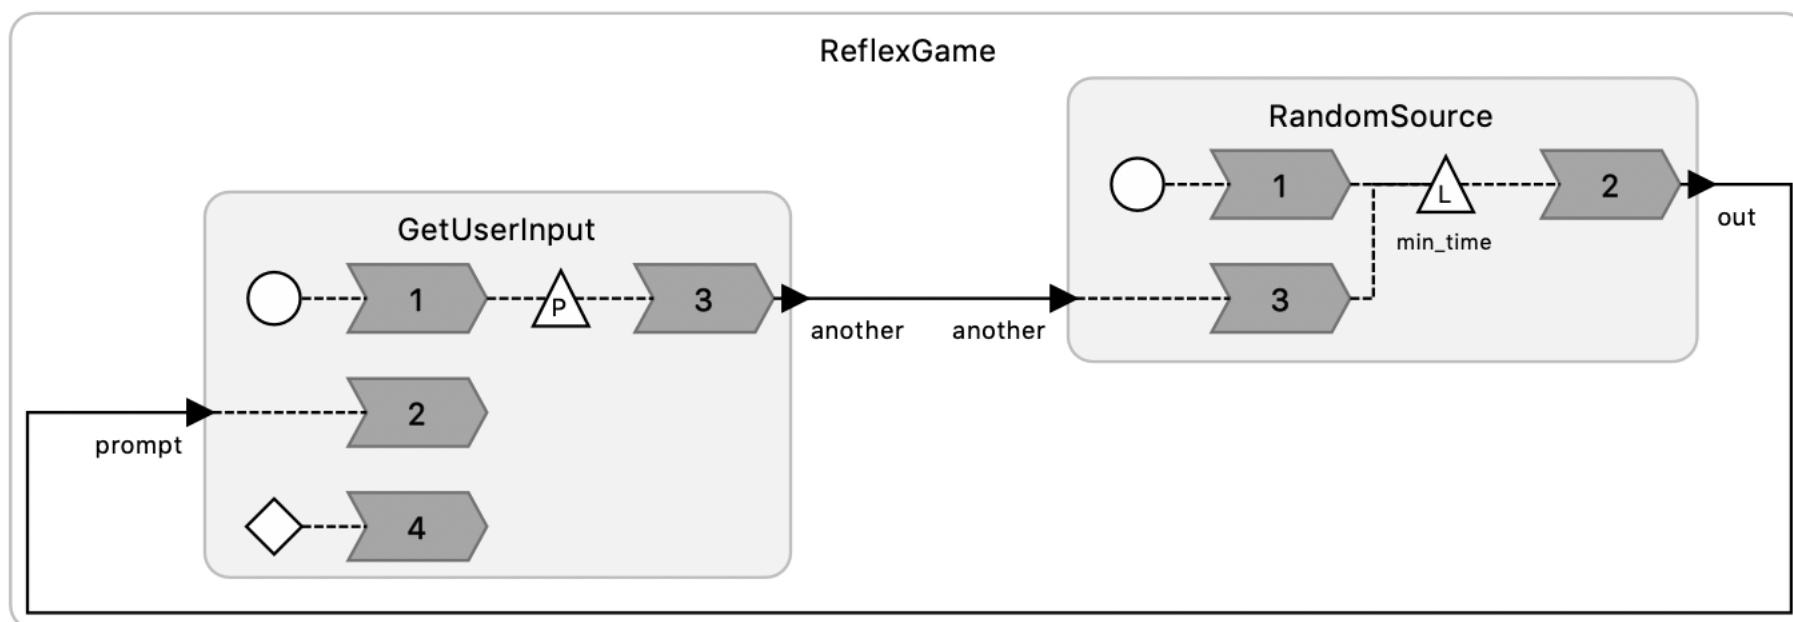 ReflexGame
RandomSource
1
L
2
min_time
out
3
GetUserInput
1
P
3
another
another
2
prompt
4